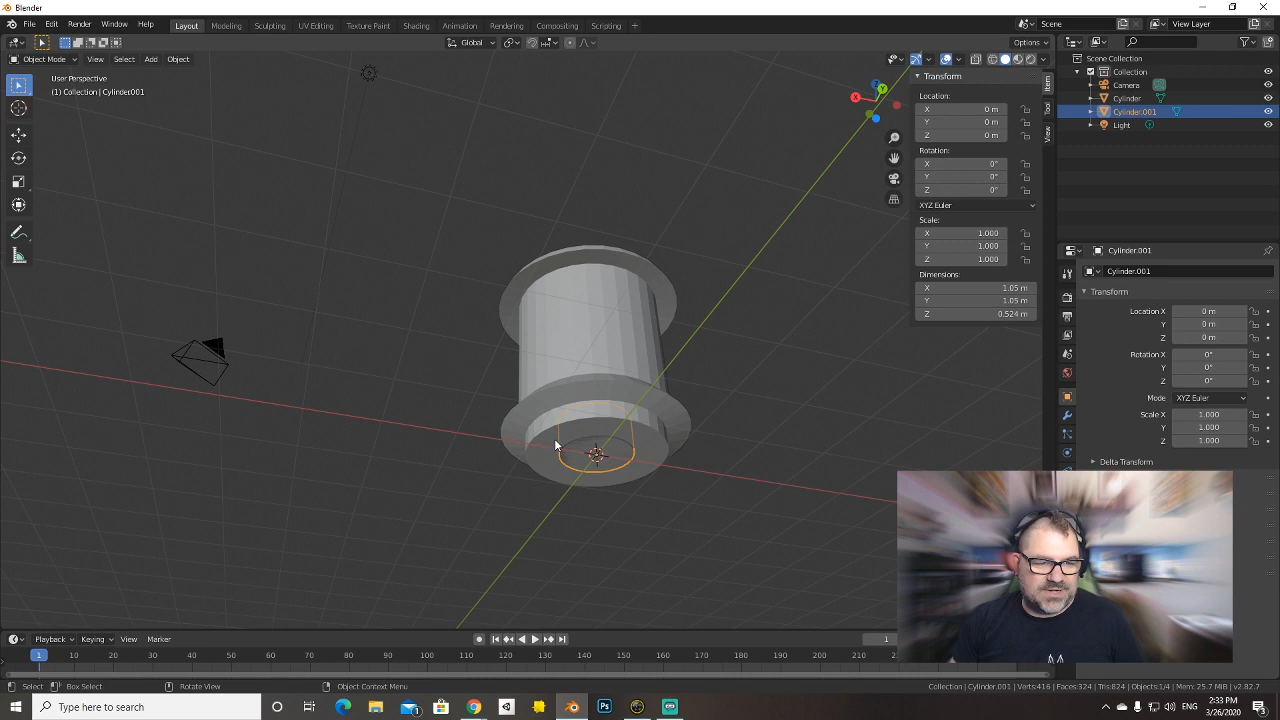 Blender
File Edit Render Window Help Layout Modeling Sculpting UV Editing Texture Paint Shading Animation Rendering Compositing Scripting + Scene View Layer
Global Options
Object Mode View Select Add Object
User Perspective
(1) Collection | Cylinder.001
X Y Z
Item
Tool
View
Transform
Location:
X 0 m
Y 0 m
Z 0 m
Rotation:
X 0°
Y 0°
Z 0°
XYZ Euler
Scale:
X 1.000
Y 1.000
Z 1.000
Dimensions:
X 1.05 m
Y 1.05 m
Z 0.524 m
Scene Collection
Collection
Camera
Cylinder
Cylinder.001
Light
Cylinder.001
Cylinder.001
Transform
Location X 0 m
Y 0 m
Z 0 m
Rotation X 0°
Y 0°
Z 0°
Mode XYZ Euler
Scale X 1.000
Y 1.000
Z 1.000
Delta Transform
Playback Keying View Marker 1
1 10 20 30 40 50 60 70 80 90 100 110 120 130 140 150 160 170 180 190 200 210
Select Box Select Rotate View Object Context Menu Collection | Cylinder.001 | Verts:416 | Faces:324 | Tris:824 | Objects:1/4 | Mem: 25.7 MiB | v2.82.7
Type here to search
Ps
ENG
2:33 PM
3/26/2020